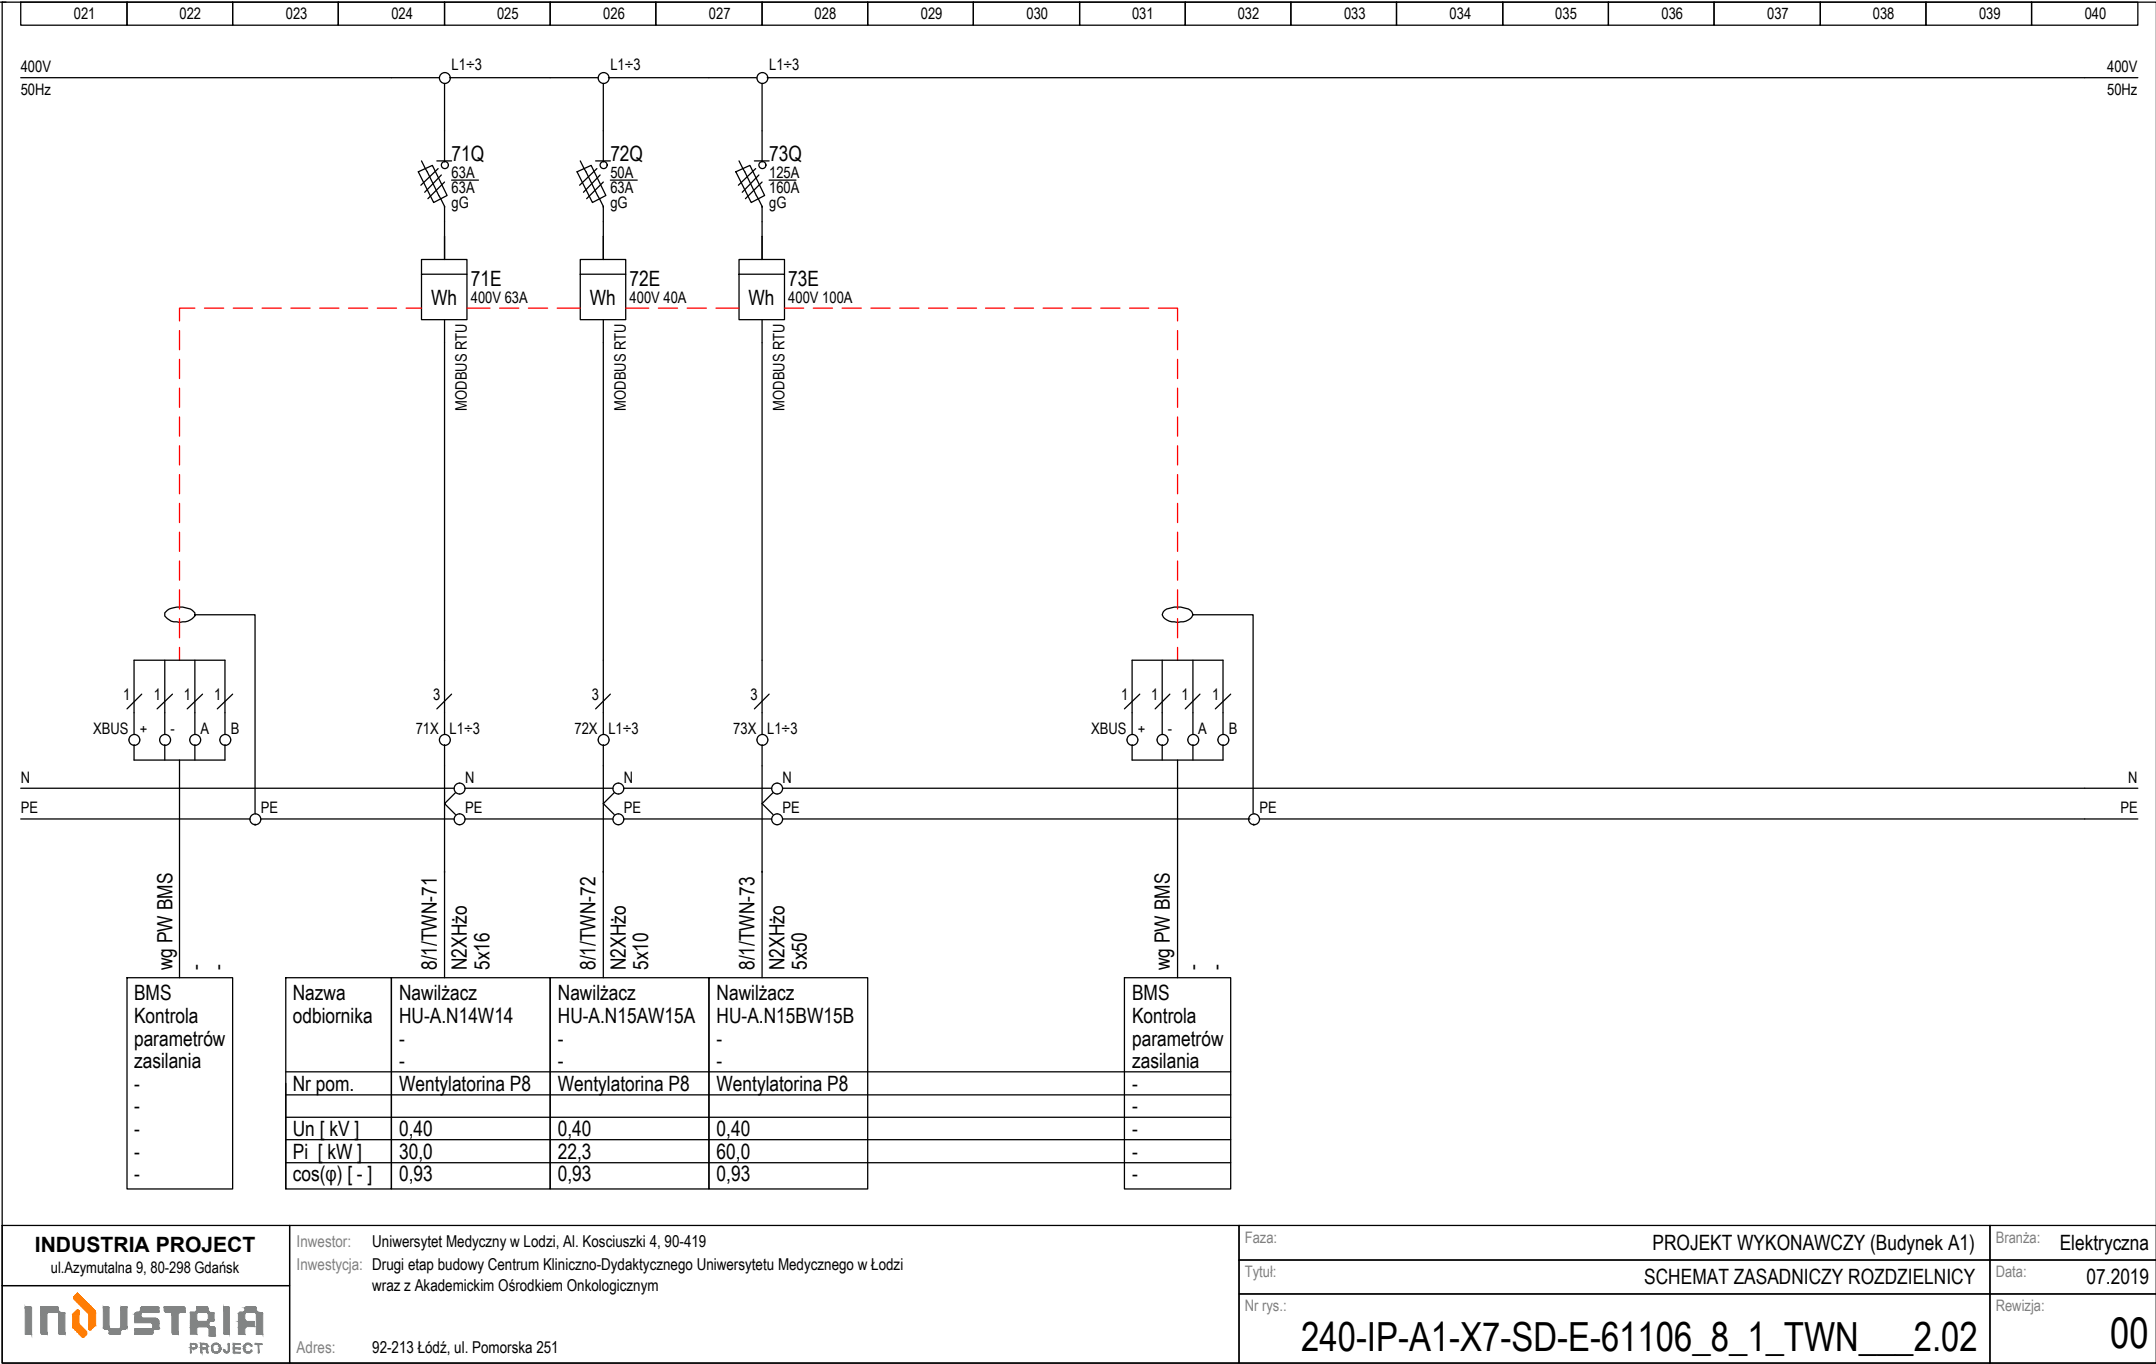 021 022 023 024 025 026 027 028 029 030 031 032 033 034 035 036 037 038 039 040
400V L1÷3 L1÷3 L1÷3 400V
50Hz 50Hz
71Q 72Q 73Q
63A 50A 125A
63A 63A 160A
gG gG gG
71E 72E 73E
Wh 400V 63A Wh 400V 40A Wh 400V 100A
MODBUS RTU MODBUS RTU MODBUS RTU
1 1 1 1 3 3 3 1 1 1 1
XBUS + - A B 71X L1÷3 72X L1÷3 73X L1÷3 XBUS + - A B
N N N N N
PE PE PE PE PE PE PE
wg PW BMS
- -
8/1/TWN-71
N2XHżo
5x16
8/1/TWN-72
N2XHżo
5x10
8/1/TWN-73
N2XHżo
5x50
wg PW BMS
- -
BMS
Kontrola
parametrów
zasilania
-
-
-
-
-
Nazwa
odbiornika
Nawilżacz
HU-A.N14W14
-
-
Nawilżacz
HU-A.N15AW15A
-
-
Nawilżacz
HU-A.N15BW15B
-
-
Nr pom. Wentylatorina P8 Wentylatorina P8 Wentylatorina P8
Un [ kV ] 0,40 0,40 0,40
Pi [ kW ] 30,0 22,3 60,0
cos(φ) [ - ] 0,93 0,93 0,93
BMS
Kontrola
parametrów
zasilania
-
-
-
-
-
INDUSTRIA PROJECT
ul.Azymutalna 9, 80-298 Gdańsk
INDUSTRIA
PROJECT
Inwestor: Uniwersytet Medyczny w Lodzi, Al. Kosciuszki 4, 90-419
Inwestycja: Drugi etap budowy Centrum Kliniczno-Dydaktycznego Uniwersytetu Medycznego w Łodzi
wraz z Akademickim Ośrodkiem Onkologicznym
Adres: 92-213 Łódź, ul. Pomorska 251
Faza: PROJEKT WYKONAWCZY (Budynek A1)
Branża: Elektryczna
Tytuł: SCHEMAT ZASADNICZY ROZDZIELNICY
Data: 07.2019
Nr rys.: 240-IP-A1-X7-SD-E-61106_8_1_TWN___2.02
Rewizja: 00